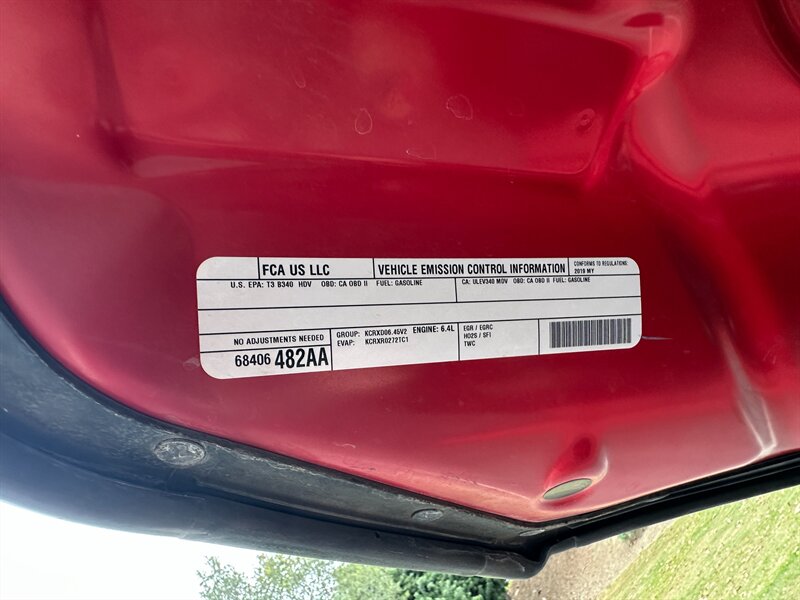 FCA US LLC
VEHICLE EMISSION CONTROL INFORMATION
CONFORMS TO REGULATIONS:
2019 MY
U.S. EPA: T3 B340 HDV OBD: CA OBD II FUEL: GASOLINE
CA: ULEV340 MDV OBD: CA OBD II FUEL: GASOLINE
NO ADJUSTMENTS NEEDED
68406 482AA
GROUP: KCRXD06.45V2 ENGINE: 6.4L
EVAP: KCRXR0272TC1
EGR / EGRC
HO2S / SFI
TWC